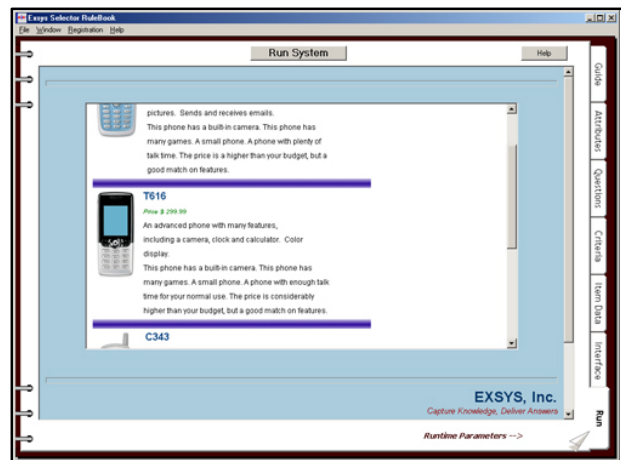 Exsys Selector RuleBook
File Window Registration Help
Run System
Help
pictures. Sends and receives emails.
This phone has a built-in camera. This phone has
many games. A small phone. A phone with plenty of
talk time. The price is a higher than your budget, but a
good match on features.
T616
Price $ 299.99
An advanced phone with many features,
including a camera, clock and calculator. Color
display.
This phone has a built-in camera. This phone has
many games. A small phone. A phone with enough talk
time for your normal use. The price is considerably
higher than your budget, but a good match on features.
C343
EXSYS, Inc.
Capture Knowledge, Deliver Answers
Runtime Parameters -->
Guide
Attributes
Questions
Criteria
Item Data
Interface
Run